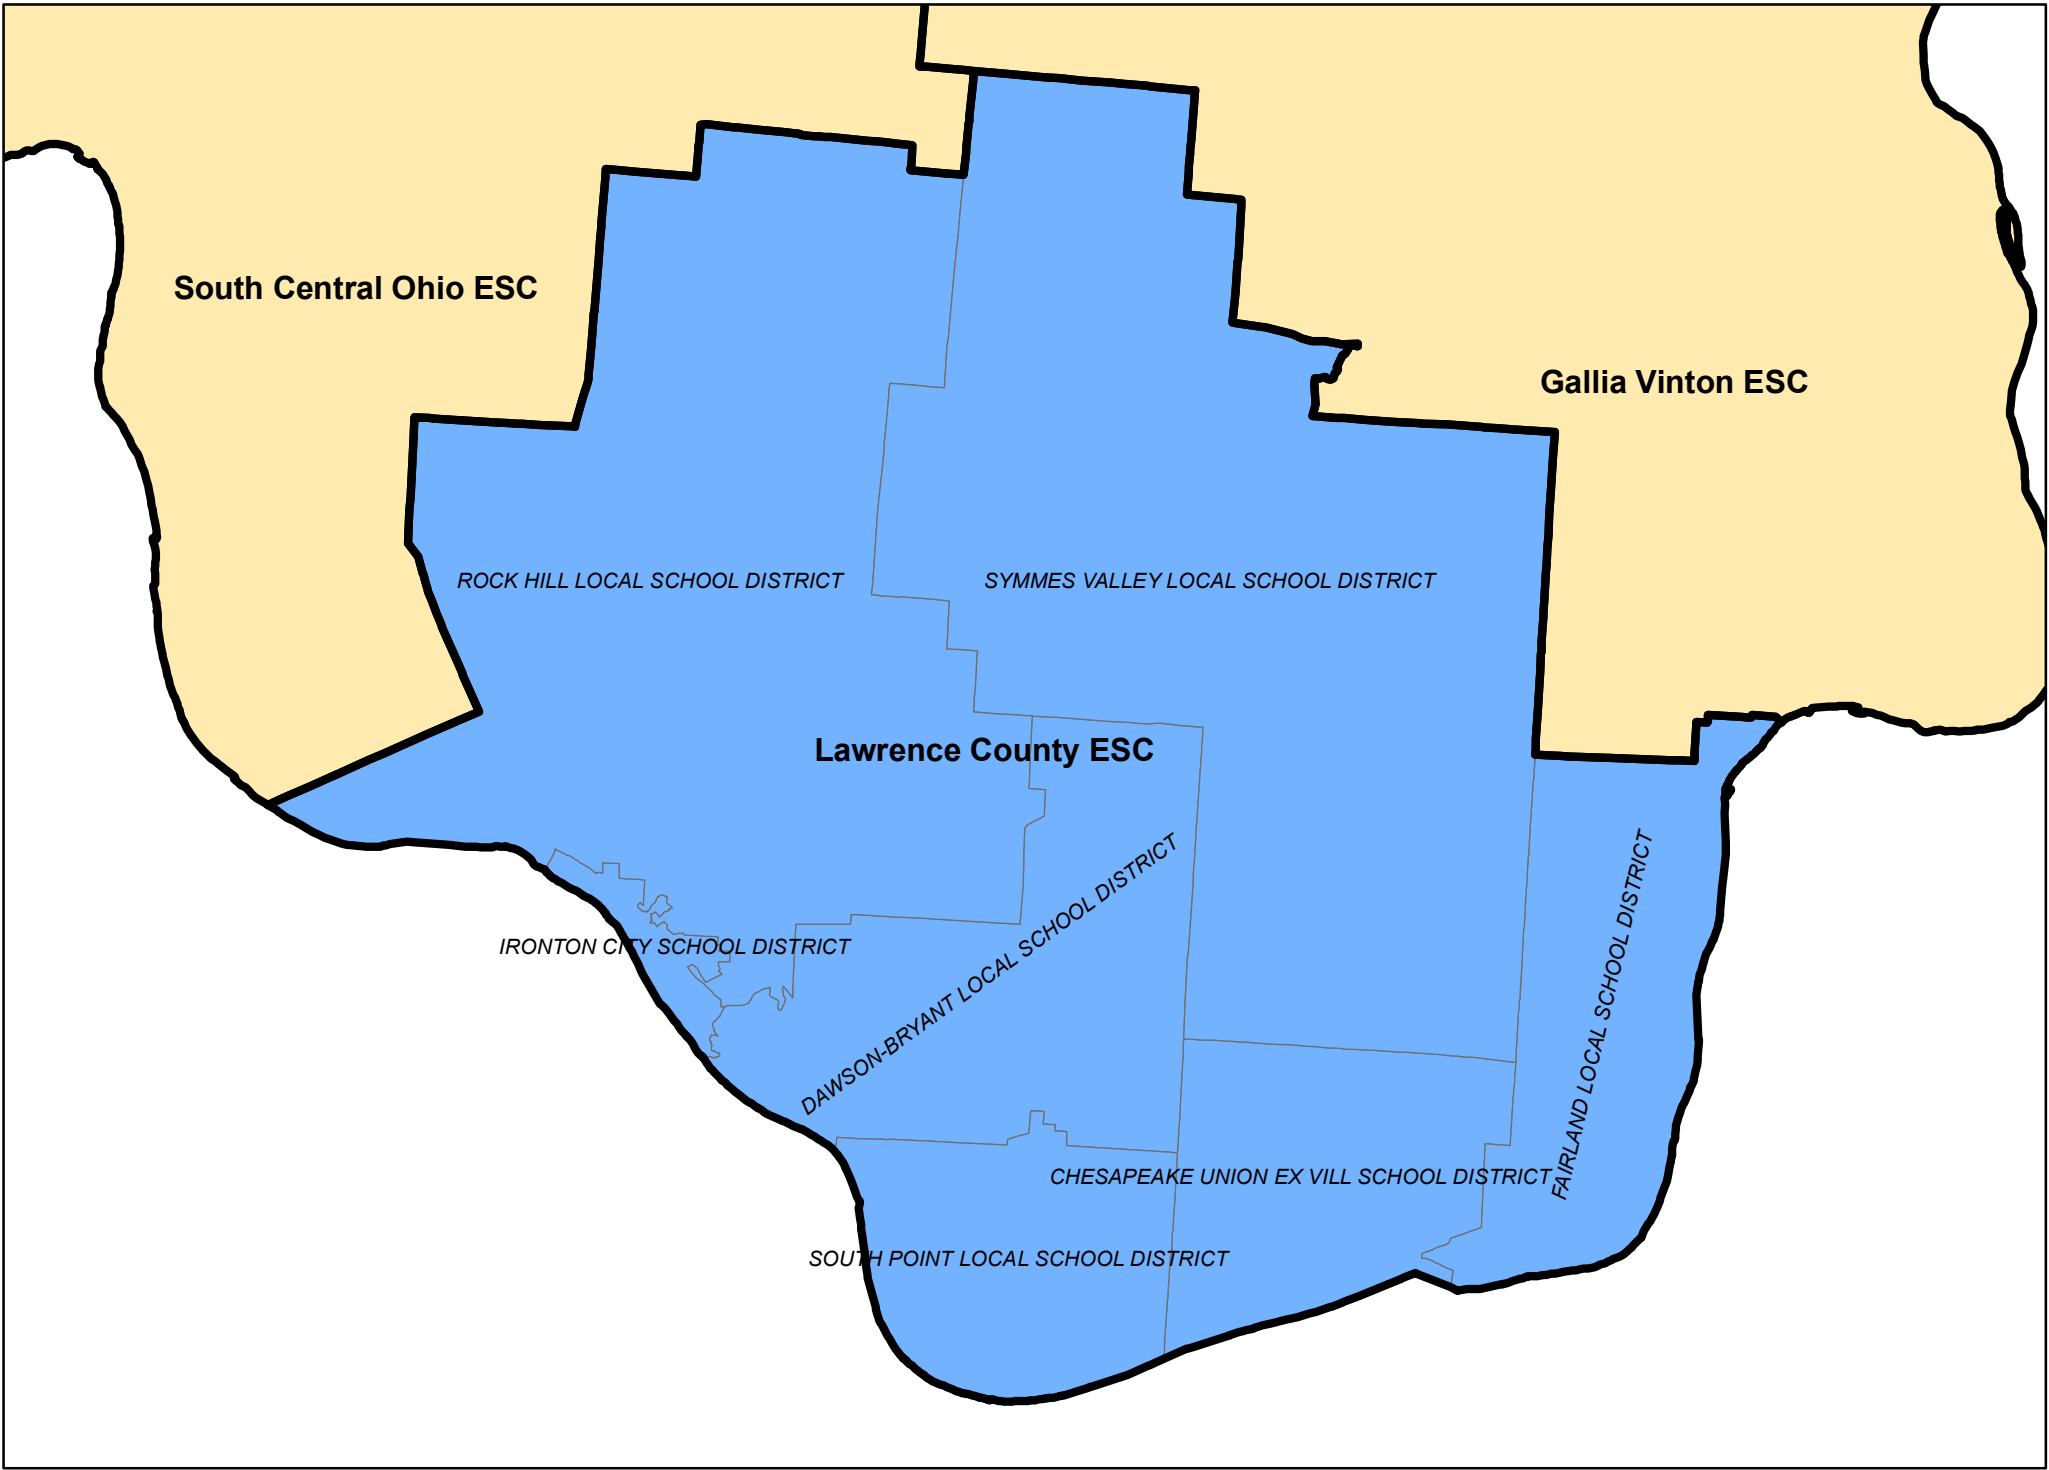 South Central Ohio ESC
Gallia Vinton ESC
ROCK HILL LOCAL SCHOOL DISTRICT
SYMMES VALLEY LOCAL SCHOOL DISTRICT
Lawrence County ESC
DAWSON-BRYANT LOCAL SCHOOL DISTRICT
FAIRLAND LOCAL SCHOOL DISTRICT
IRONTON CITY SCHOOL DISTRICT
CHESAPEAKE UNION EX VILL SCHOOL DISTRICT
SOUTH POINT LOCAL SCHOOL DISTRICT